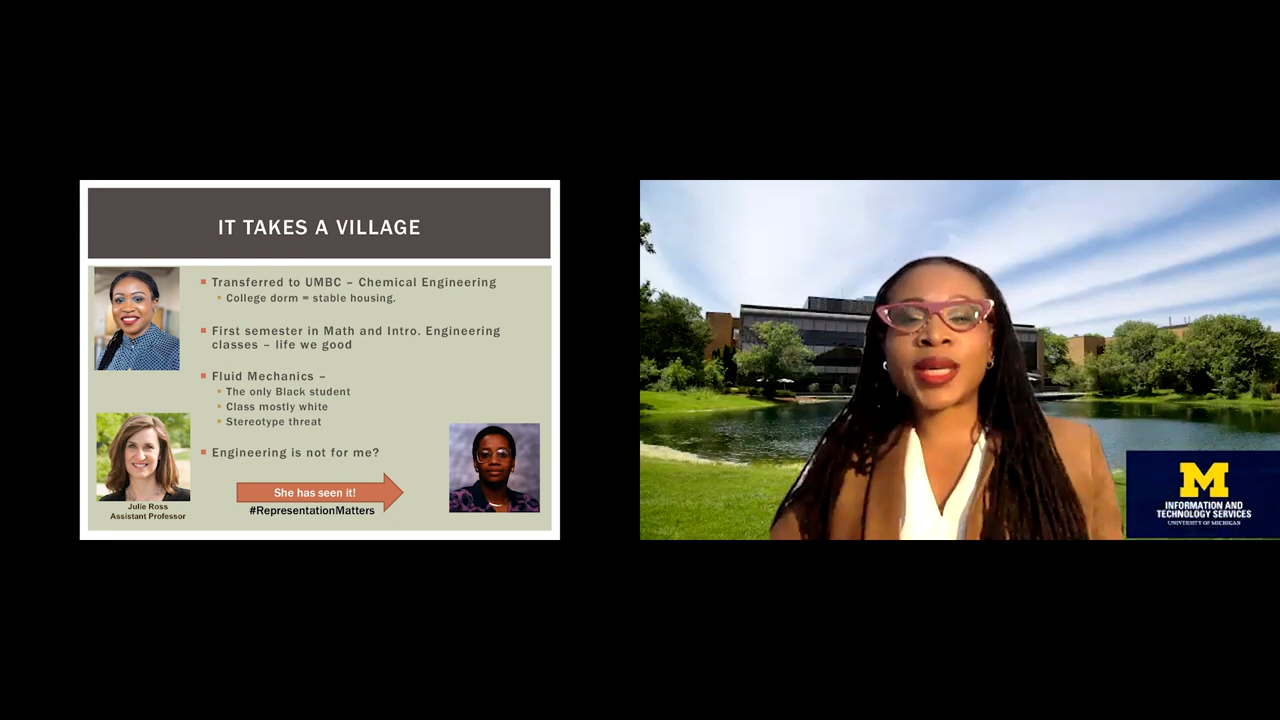 IT TAKES A VILLAGE
Transferred to UMBC – Chemical Engineering
College dorm = stable housing.
First semester in Math and Intro. Engineering
classes – life we good
Fluid Mechanics –
The only Black student
Class mostly white
Stereotype threat
Engineering is not for me?
She has seen it!
#RepresentationMatters
Julie Ross
Assistant Professor
M
INFORMATION AND
TECHNOLOGY SERVICES
UNIVERSITY OF MICHIGAN